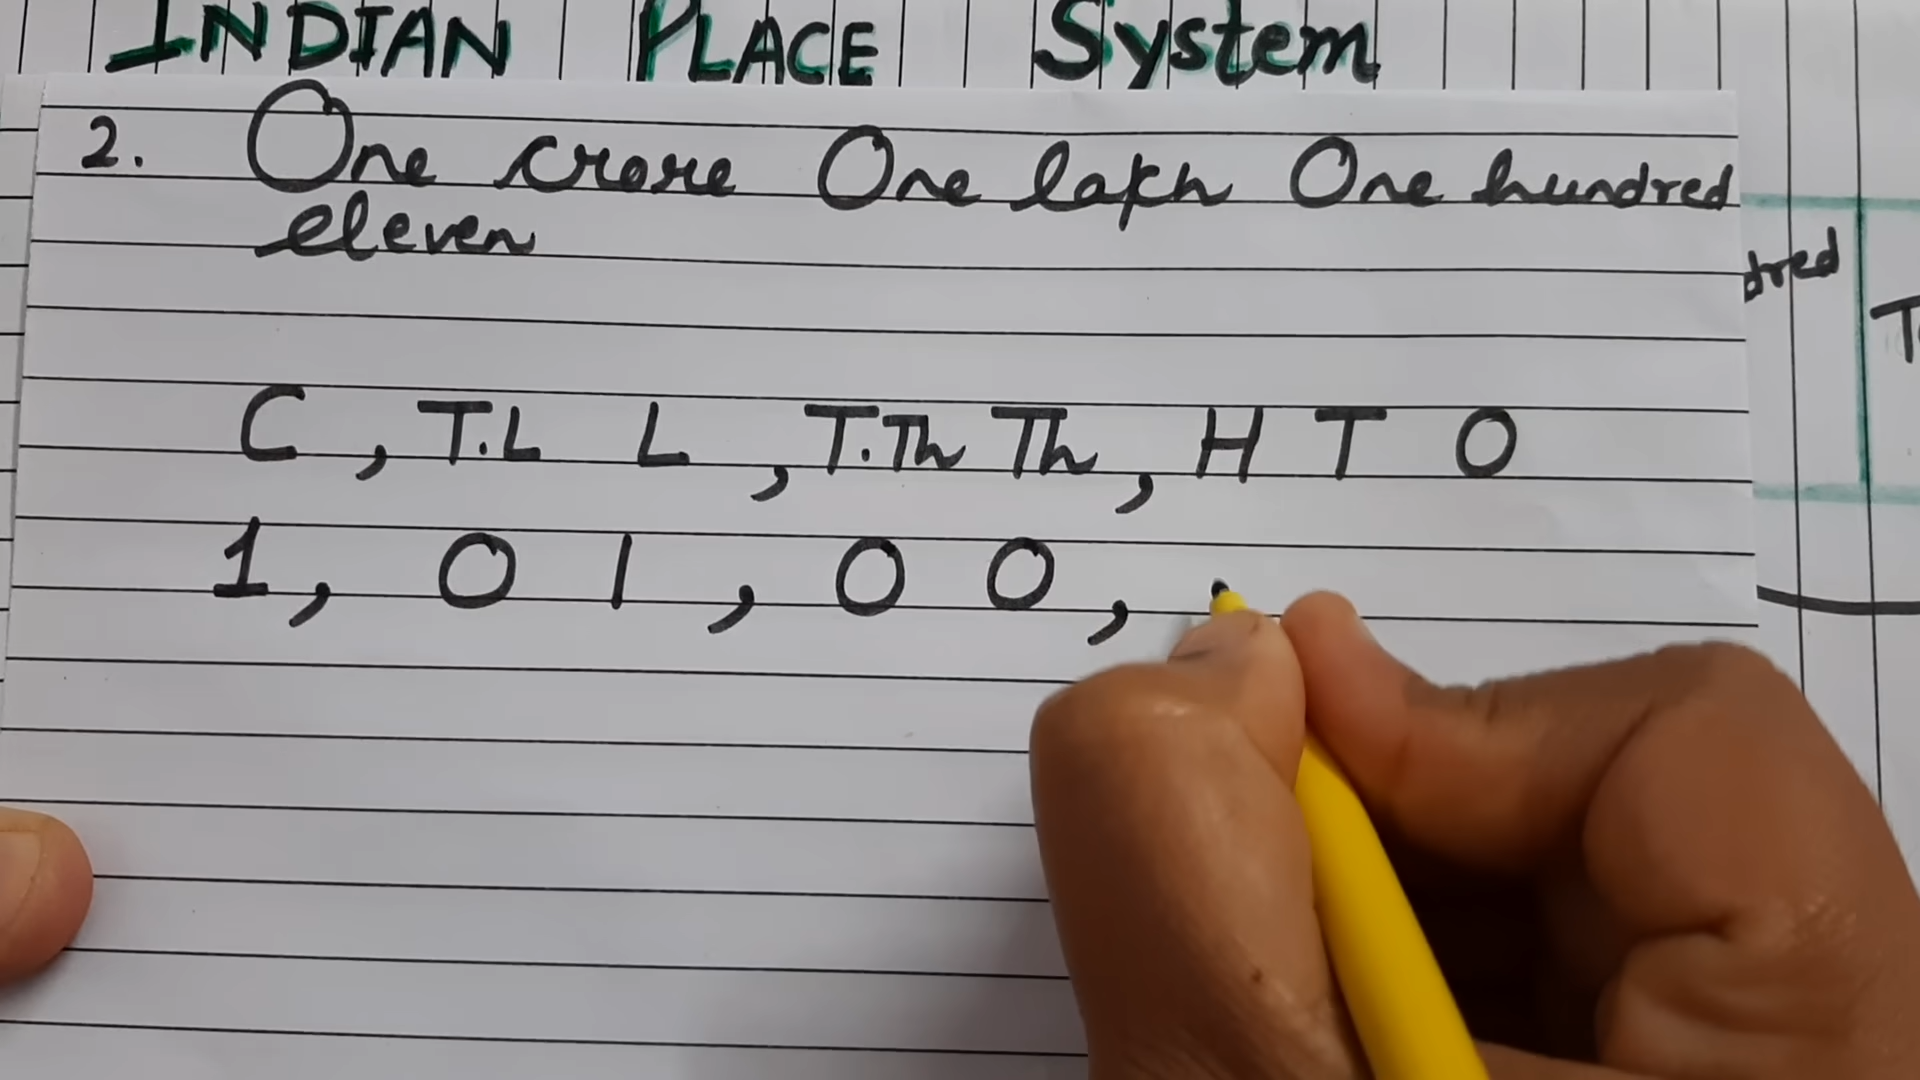 INDIAN PLACE System
2. One crore One lakh One hundred
eleven
dred
C , T.L L , T.Th Th , H T O
1, 0 1 , 0 0 ,